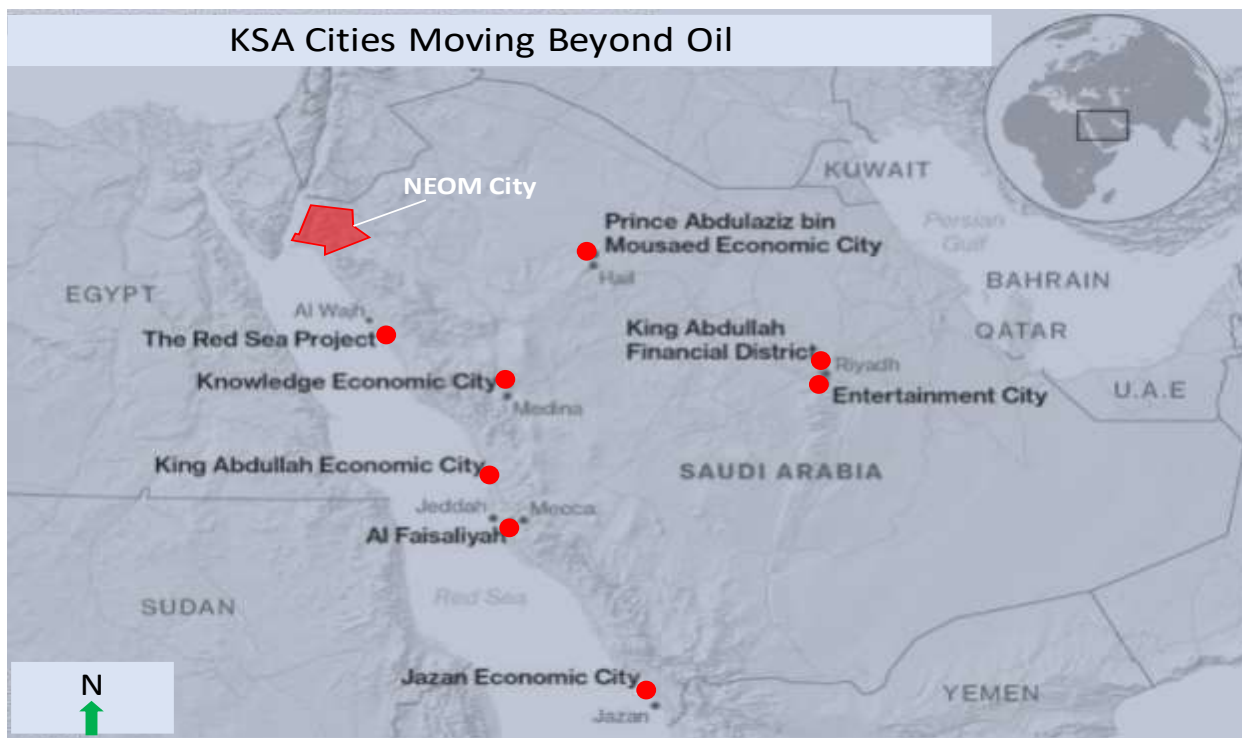 KSA Cities Moving Beyond Oil
KUWAIT
NEOM City
Persian
Gulf
Prince Abdulaziz bin
Mousaed Economic City
Hail
BAHRAIN
EGYPT
Al Wajh
The Red Sea Project
King Abdullah
Financial District
QATAR
Riyadh
Knowledge Economic City
Medina
Entertainment City
U.A.E
King Abdullah Economic City
SAUDI ARABIA
Jeddah
Mecca
Al Faisaliyah
Red Sea
SUDAN
Jazan Economic City
Jazan
YEMEN
N